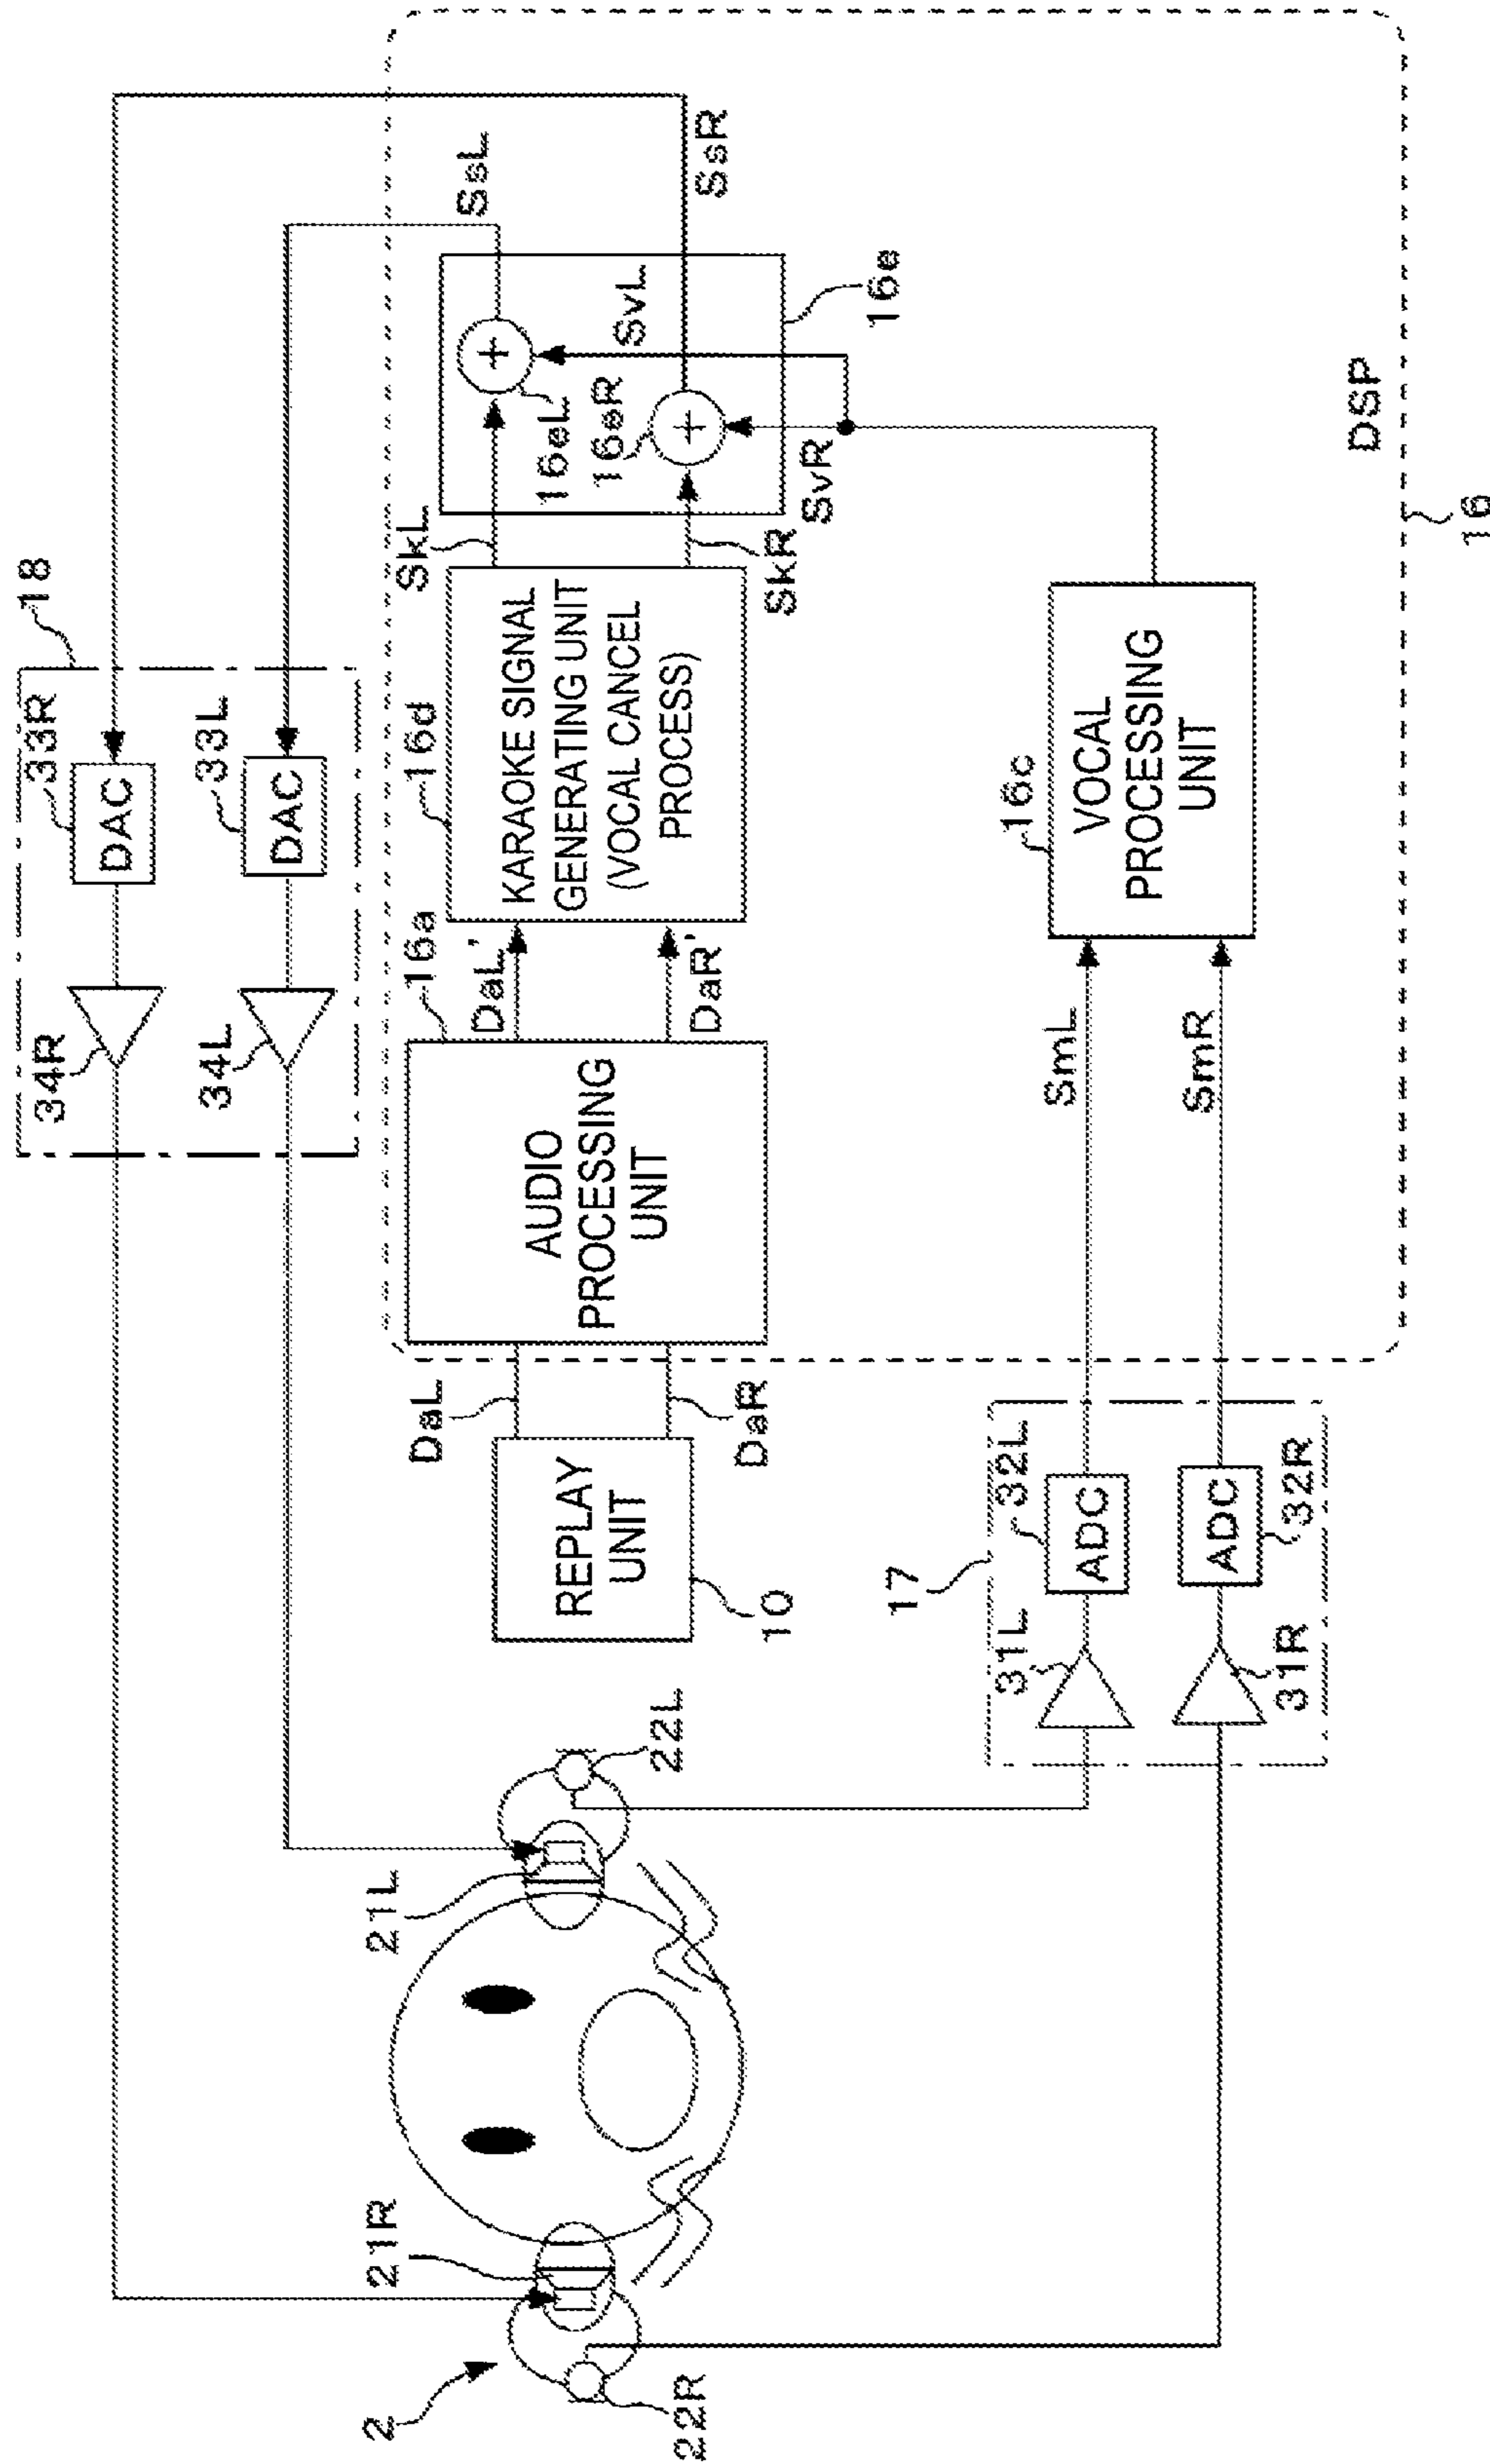 18
34R
33R
DAC
34L
33L
DAC
SsL
SsR
16a
16d
SkL
DaL
DaL'
REPLAY
UNIT
AUDIO
PROCESSING
UNIT
KARAOKE SIGNAL
GENERATING UNIT
(VOCAL CANCEL
PROCESS)
16eL
16eR
SvL
DaR
DaR'
SkR
SvR
16e
10
2
21R
21L
22R
22L
17
31L
32L
ADC
SmL
16c
VOCAL
PROCESSING
UNIT
31R
ADC
32R
SmR
DSP
16